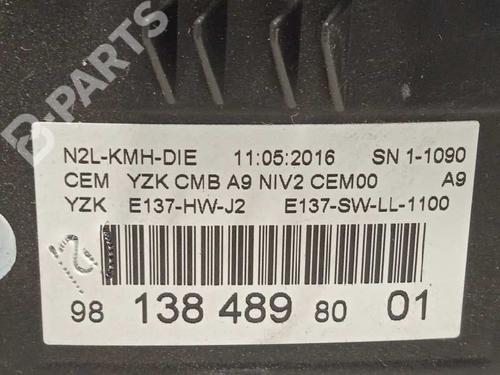 D-PARTS
N2L-KMH-DIE 11:05:2016 SN 1-1090
CEM YZK CMB A9 NIV2 CEM00 A9
YZK E137-HW-J2 E137-SW-LL-1100
98 138 489 80 01